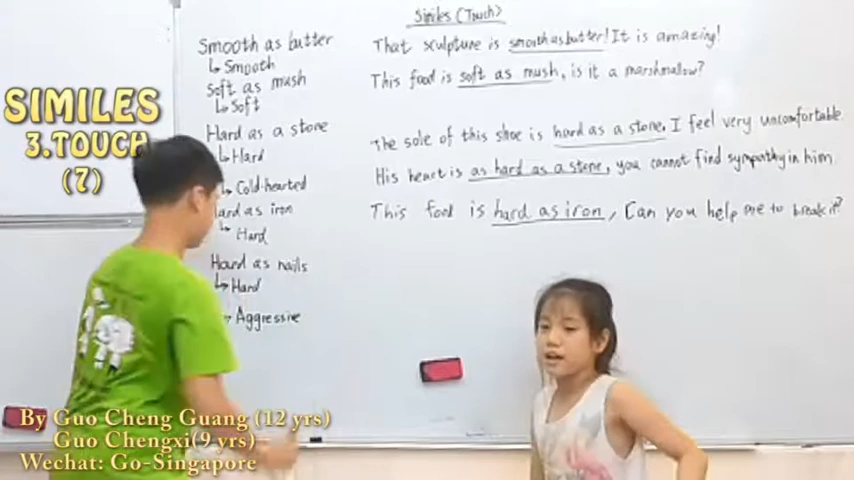 Similes (Touch)
Smooth as butter
↳ Smooth
Soft as mush
↳ Soft
Hard as a stone
↳ Hard
↳ Cold-hearted
Hard as iron
↳ Hard
Hard as nails
↳ Hard
Aggressive
That sculpture is smooth as butter! It is amazing!
This food is soft as mush, is it a marshmallow?
The sole of this shoe is hard as a stone. I feel very uncomfortable
His heart is as hard as a stone, you cannot find sympathy in him.
This food is hard as iron, Can you help me to break it?
SIMILES
3.TOUCH
(7)
By Guo Cheng Guang (12 yrs)
Guo Chengxi(9 yrs)
Wechat: Go-Singapore